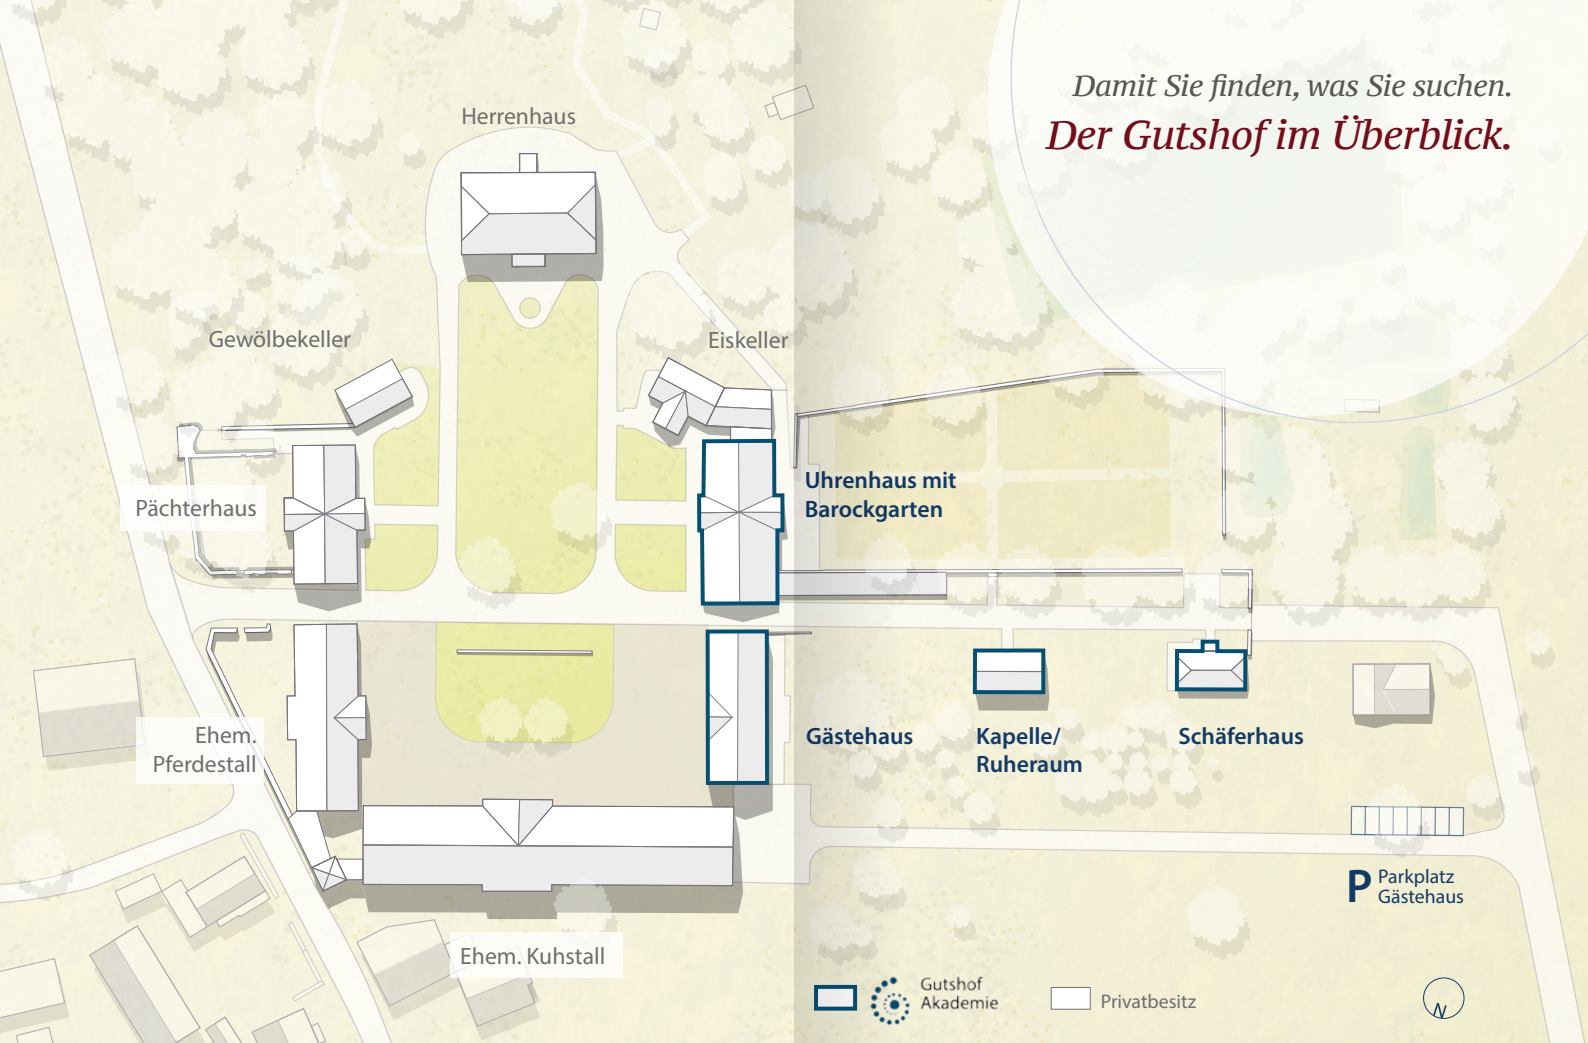 Damit Sie finden, was Sie suchen.
Der Gutshof im Überblick.
Herrenhaus
Gewölbekeller
Eiskeller
Pächterhaus
Uhrenhaus mit
Barockgarten
Ehem.
Pferdestall
Gästehaus
Kapelle/
Ruheraum
Schäferhaus
P Parkplatz
Gästehaus
Ehem. Kuhstall
Gutshof
Akademie
Privatbesitz
N